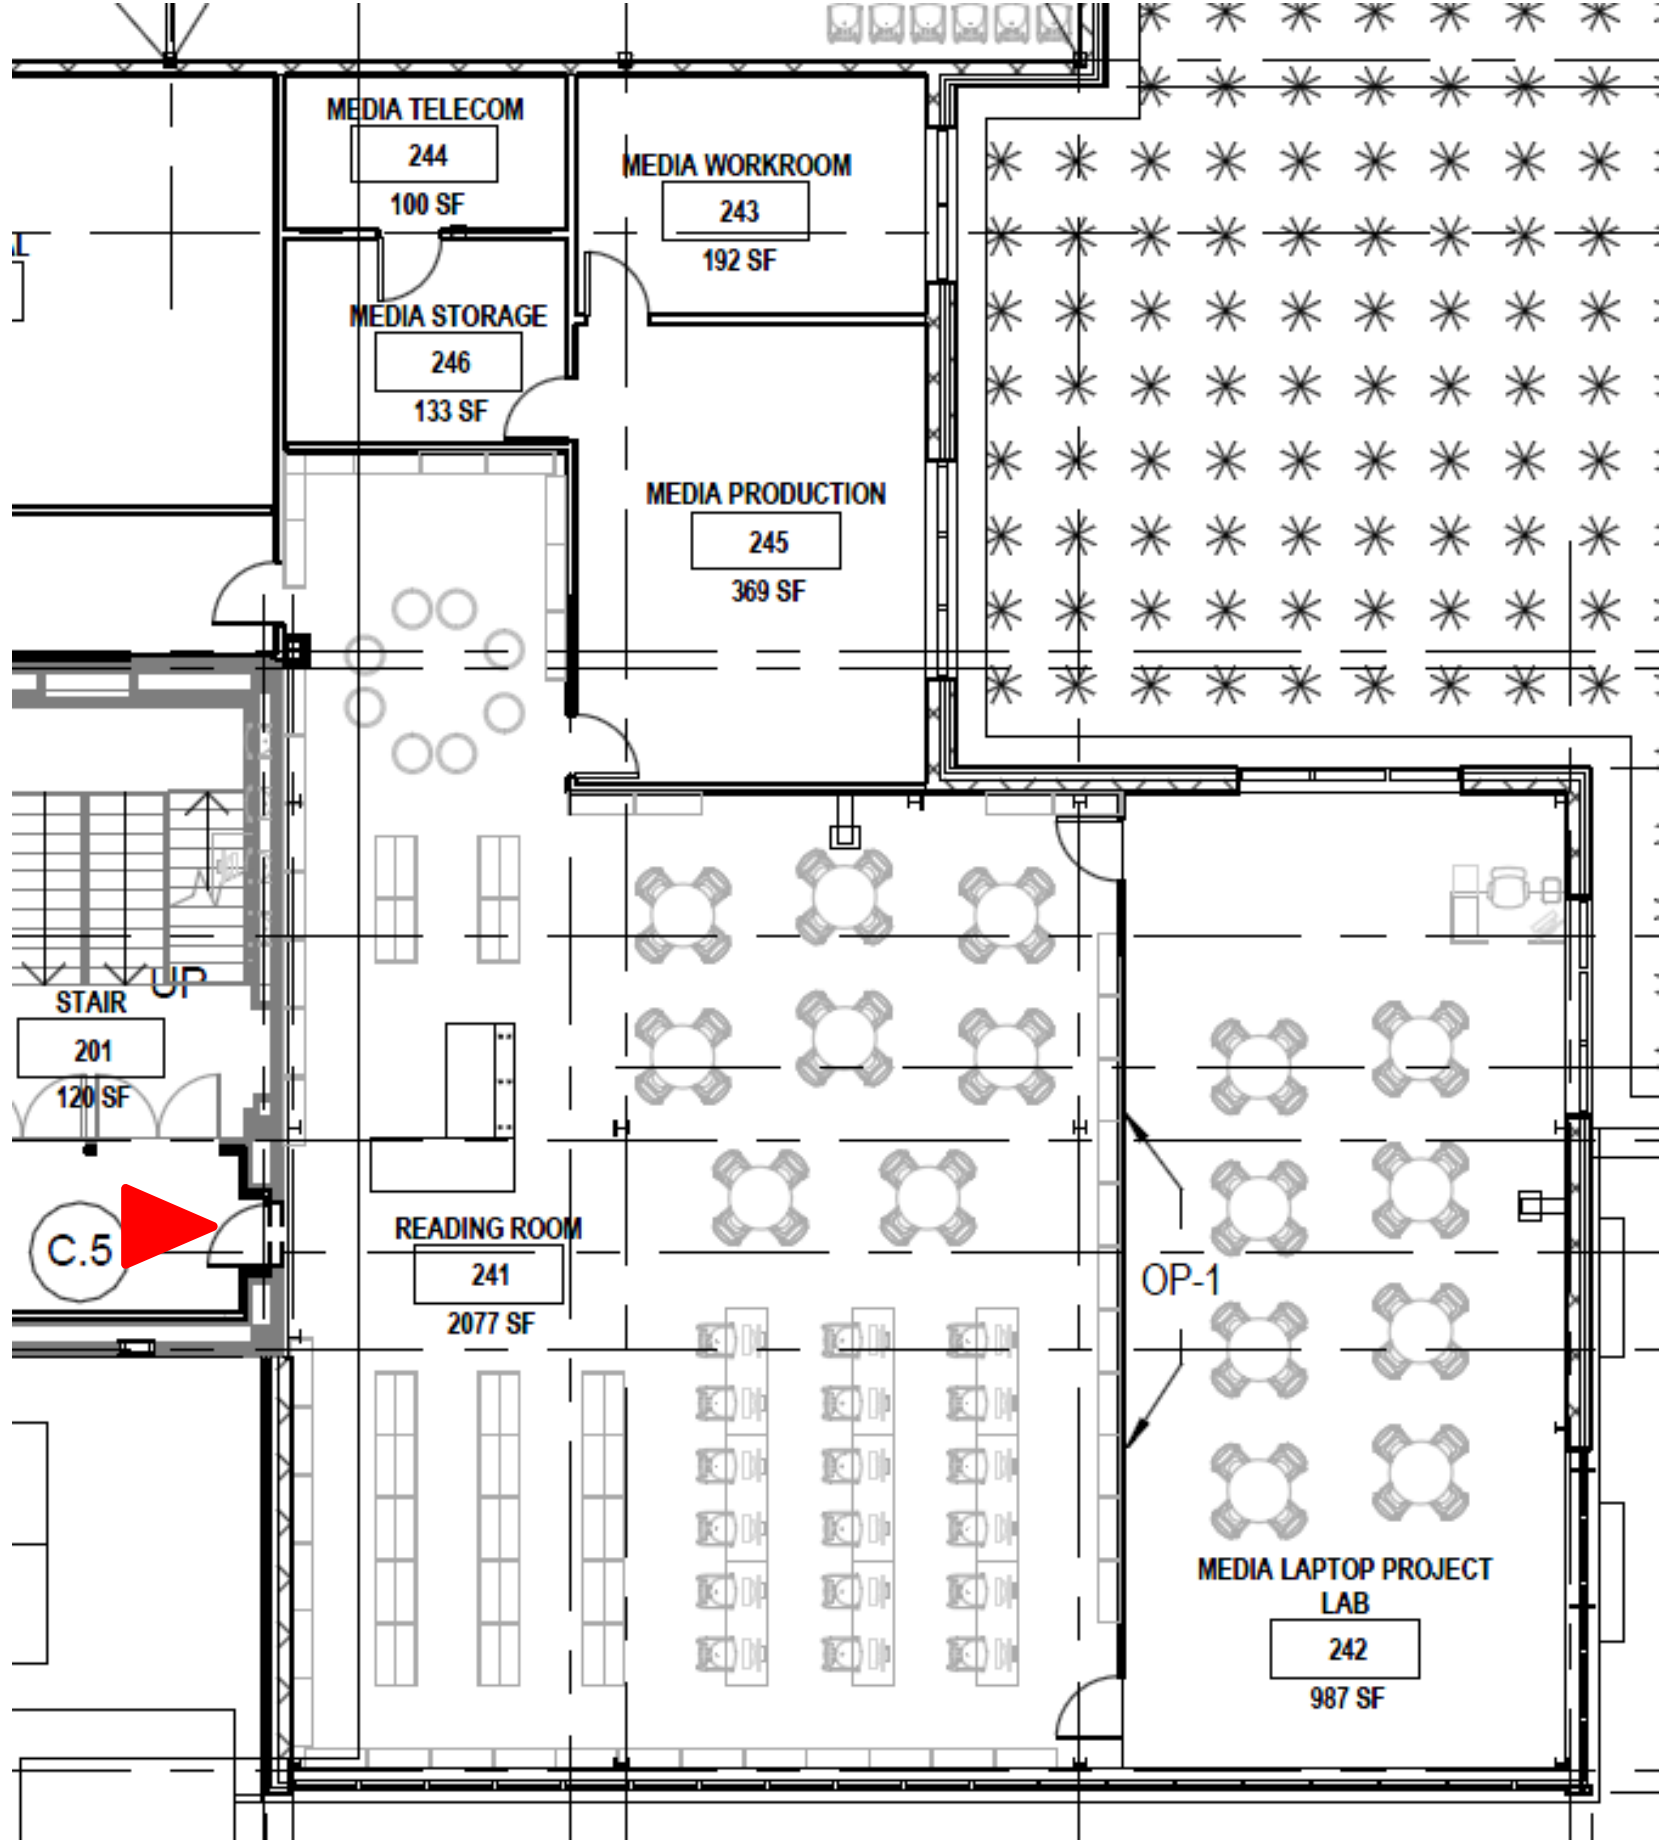 MEDIA TELECOM
244
100 SF
MEDIA WORKROOM
243
192 SF
MEDIA STORAGE
246
133 SF
MEDIA PRODUCTION
245
369 SF
UP
STAIR
201
120 SF
C.5
READING ROOM
241
2077 SF
OP-1
MEDIA LAPTOP PROJECT
LAB
242
987 SF